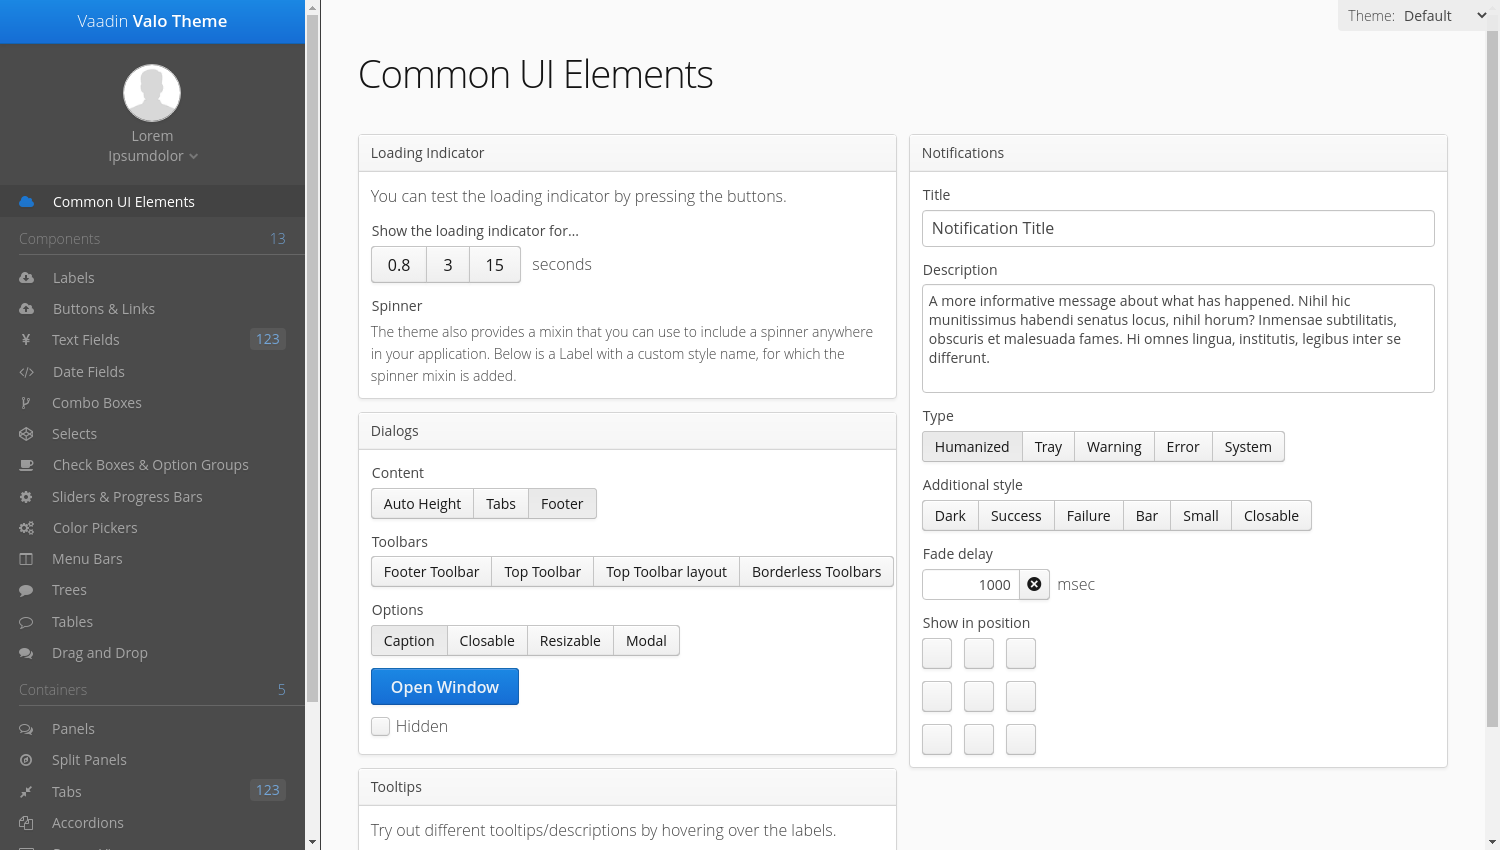 Vaadin Valo Theme
Lorem
Ipsumdolor
Common UI Elements
Components 13
Labels
Buttons & Links
Text Fields 123
Date Fields
Combo Boxes
Selects
Check Boxes & Option Groups
Sliders & Progress Bars
Color Pickers
Menu Bars
Trees
Tables
Drag and Drop
Containers 5
Panels
Split Panels
Tabs 123
Accordions
Theme: Default
Common UI Elements
Loading Indicator
You can test the loading indicator by pressing the buttons.
Show the loading indicator for...
0.8 3 15 seconds
Spinner
The theme also provides a mixin that you can use to include a spinner anywhere
in your application. Below is a Label with a custom style name, for which the
spinner mixin is added.
Dialogs
Content
Auto Height Tabs Footer
Toolbars
Footer Toolbar Top Toolbar Top Toolbar layout Borderless Toolbars
Options
Caption Closable Resizable Modal
Open Window
Hidden
Tooltips
Try out different tooltips/descriptions by hovering over the labels.
Notifications
Title
Notification Title
Description
A more informative message about what has happened. Nihil hic
munitissimus habendi senatus locus, nihil horum? Inmensae subtilitatis,
obscuris et malesuada fames. Hi omnes lingua, institutis, legibus inter se
differunt.
Type
Humanized Tray Warning Error System
Additional style
Dark Success Failure Bar Small Closable
Fade delay
1000 msec
Show in position